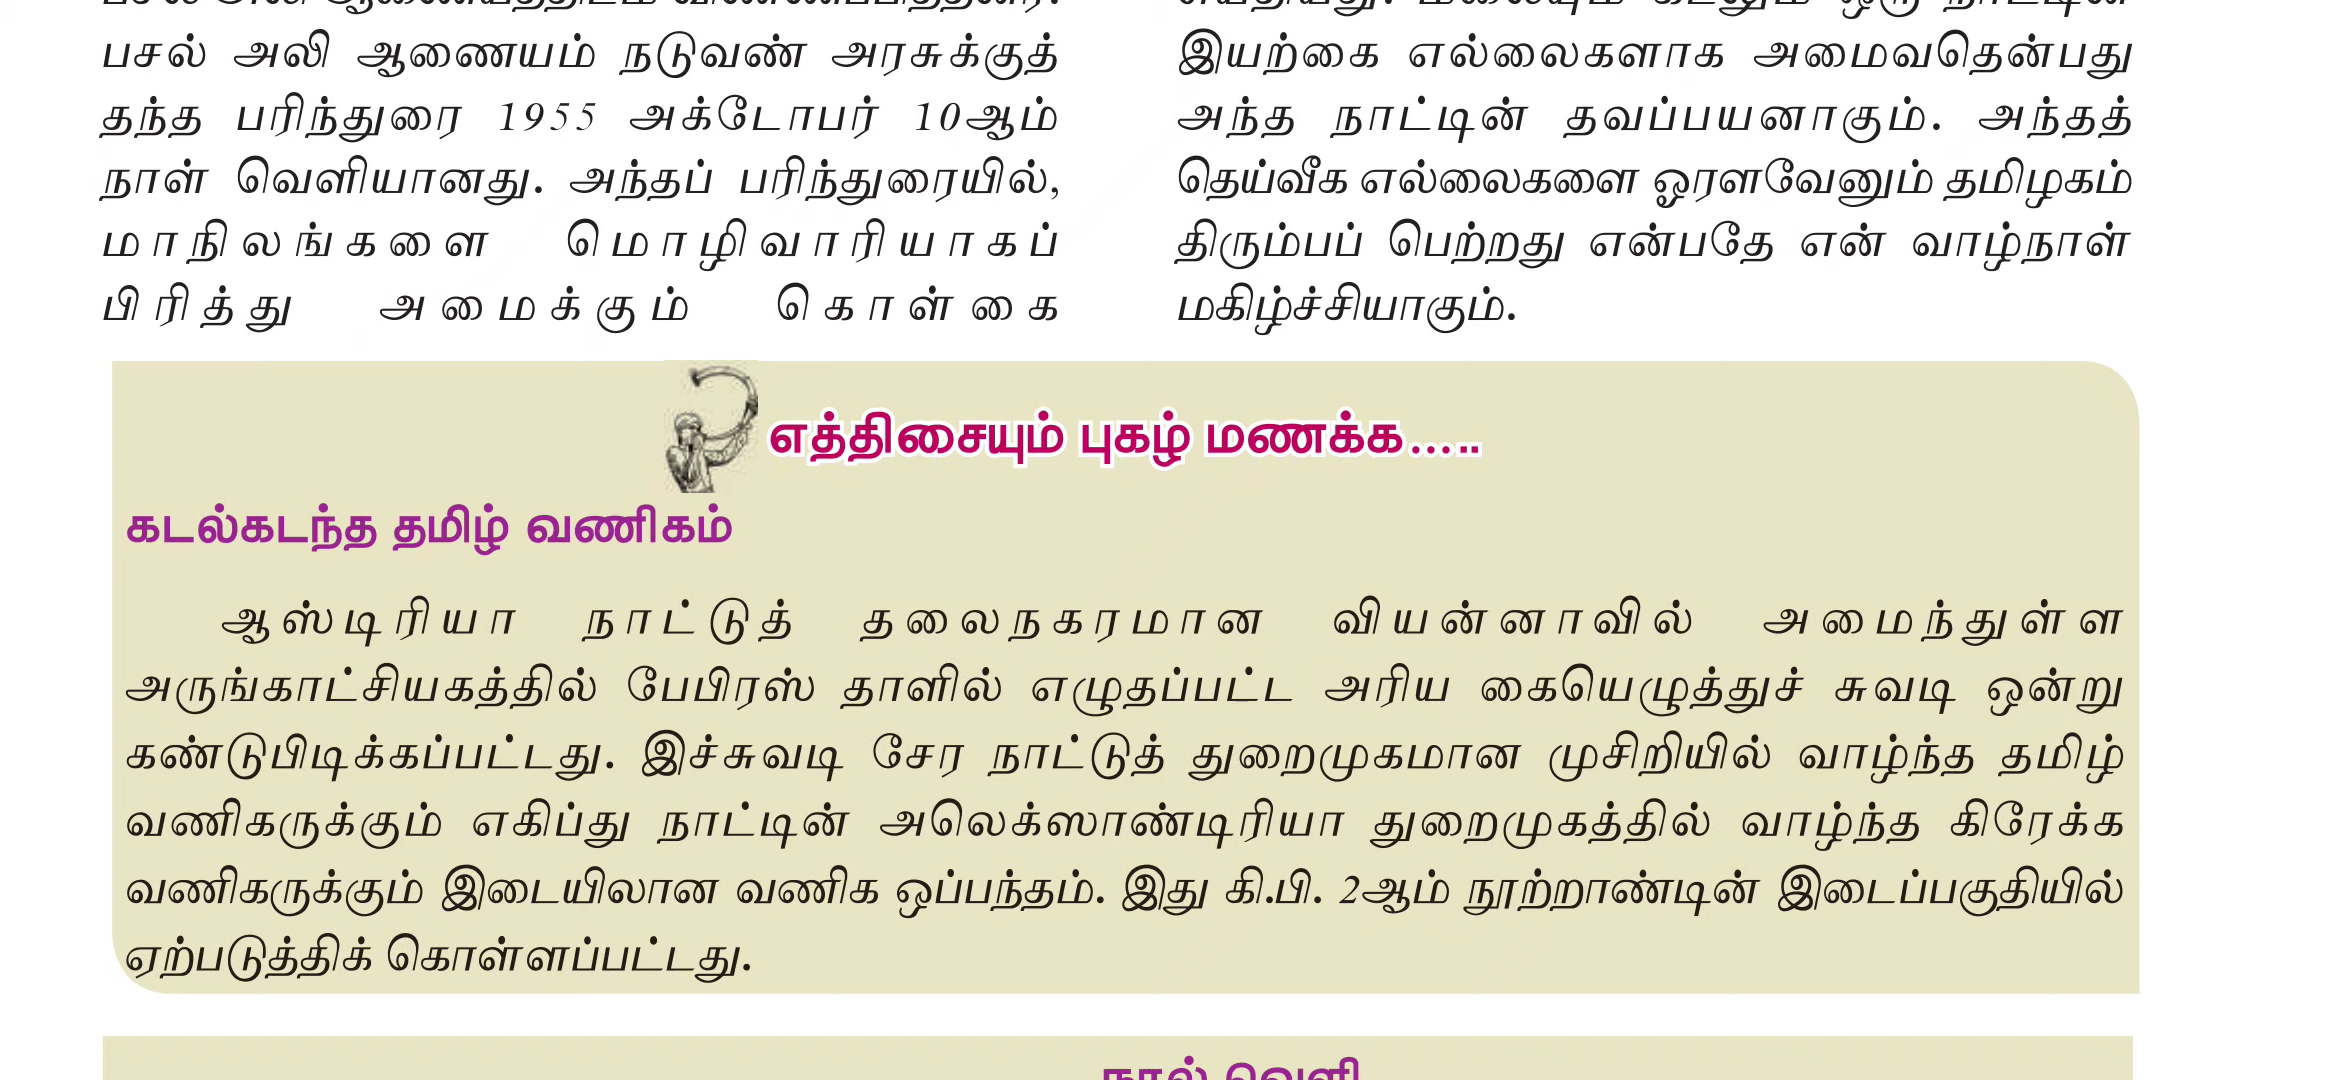 பசல் அலி ஆணையம் நடுவண் அரசுக்குத்
தந்த பரிந்துரை 1955 அக்டோபர் 10ஆம்
நாள் வெளியானது. அந்தப் பரிந்துரையில்,
மாநிலங்களை மொழிவாரியாகப்
பிரித்து அமைக்கும் கொள்கை
இயற்கை எல்லைகளாக அமைவதென்பது
அந்த நாட்டின் தவப்பயனாகும். அந்தத்
தெய்வீக எல்லைகளை ஓரளவேனும் தமிழகம்
திரும்பப் பெற்றது என்பதே என் வாழ்நாள்
மகிழ்ச்சியாகும்.
எத்திசையும் புகழ் மணக்க.....
கடல்கடந்த தமிழ் வணிகம்
ஆஸ்டிரியா நாட்டுத் தலைநகரமான வியன்னாவில் அமைந்துள்ள
அருங்காட்சியகத்தில் பேபிரஸ் தாளில் எழுதப்பட்ட அரிய கையெழுத்துச் சுவடி ஒன்று
கண்டுபிடிக்கப்பட்டது. இச்சுவடி சேர நாட்டுத் துறைமுகமான முசிறியில் வாழ்ந்த தமிழ்
வணிகருக்கும் எகிப்து நாட்டின் அலெக்ஸாண்டிரியா துறைமுகத்தில் வாழ்ந்த கிரேக்க
வணிகருக்கும் இடையிலான வணிக ஒப்பந்தம். இது கி.பி. 2ஆம் நூற்றாண்டின் இடைப்பகுதியில்
ஏற்படுத்திக் கொள்ளப்பட்டது.